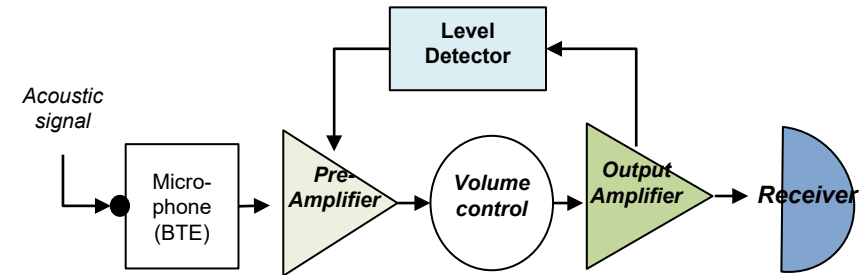 Level
Detector
Acoustic
signal
Micro-
phone
(BTE)
Pre-
Amplifier
Volume
control
Output
Amplifier
Receiver